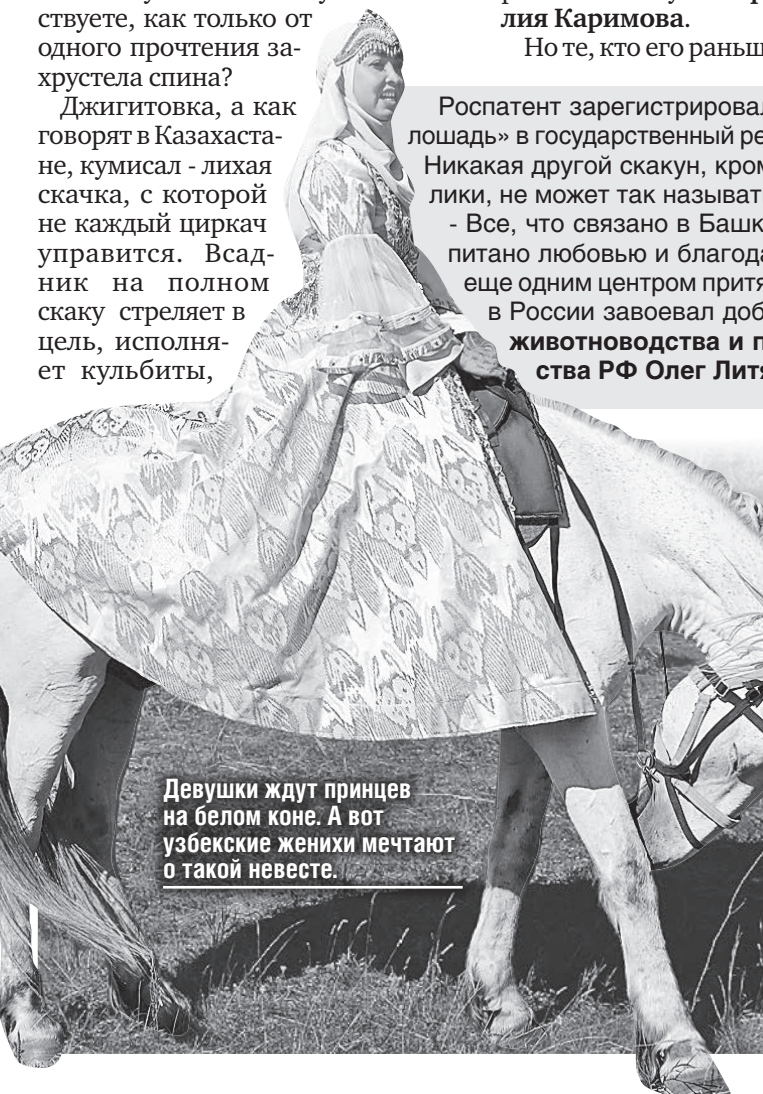 ствуете, как только от
одного прочтения за-
хрустела спина?
Джигитовка, а как
говорят в Казахаста-
не, кумисал - лихая
скачка, с которой
не каждый циркач
управится. Всад-
ник на полном
скаку стреляет в
цель, исполня-
ет кульбиты,
лия Каримова.
Но те, кто его раньш
Роспатент зарегистрировал
лошадь» в государственный ре
Никакая другой скакун, кром
лики, не может так называт
- Все, что связано в Башк
питано любовью и благода
еще одним центром притя
в России завоевал доб
животноводства и п
ства РФ Олег Литя
Девушки ждут принцев
на белом коне. А вот
узбекские женихи мечтают
о такой невесте.